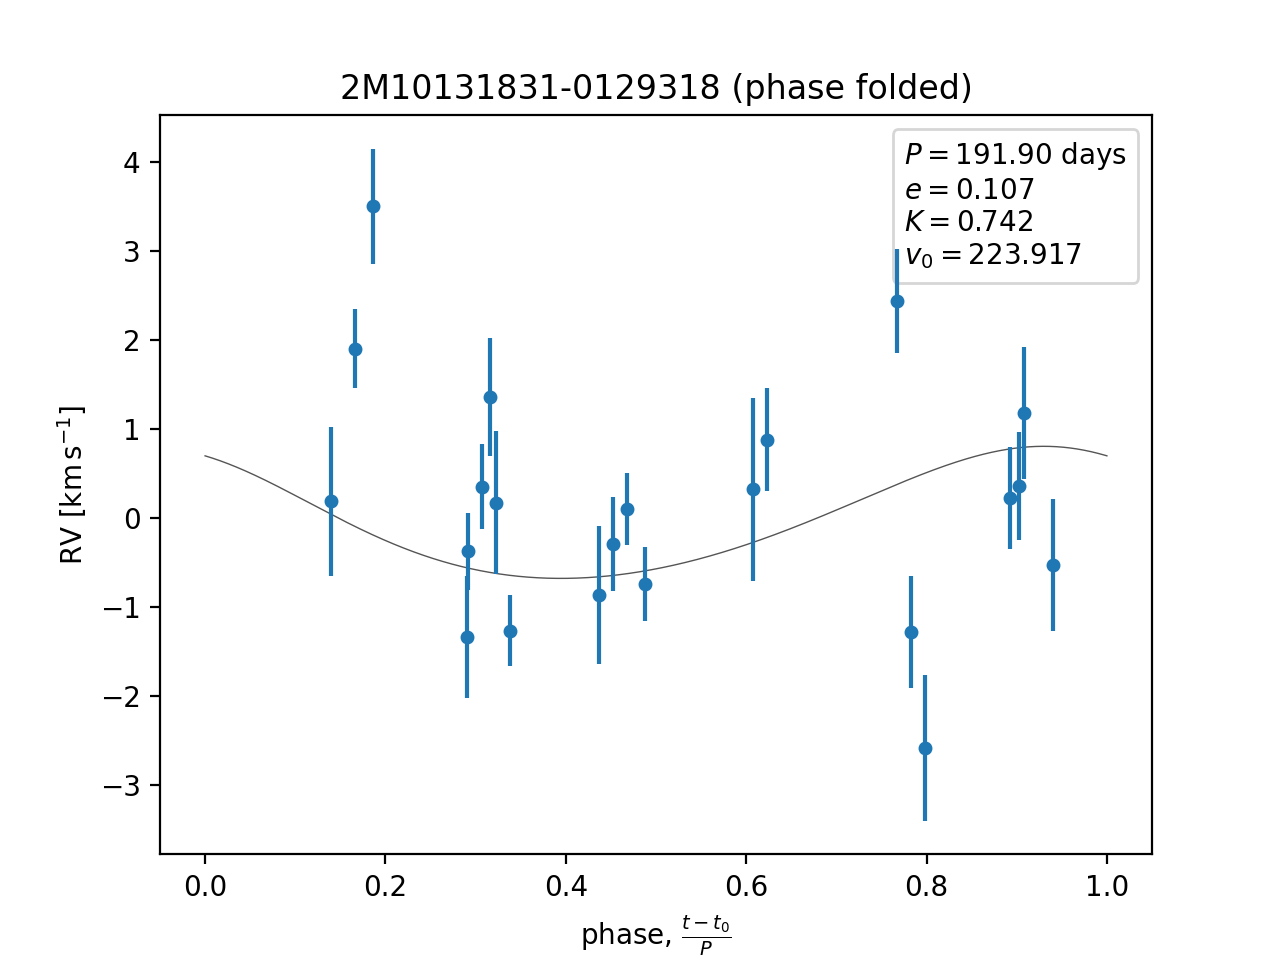 2M10131831-0129318 (phase folded)
P = 191.90 days
e = 0.107
K = 0.742
v₀ = 223.917
RV [km s⁻¹]
4
3
2
1
0
−1
−2
−3
0.0 0.2 0.4 0.6 0.8 1.0
phase, (t − t₀)/P